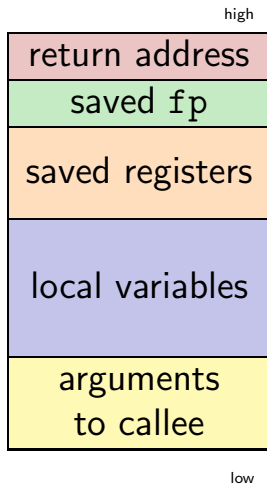 high
return address
saved fp
saved registers
local variables
arguments
to callee
low